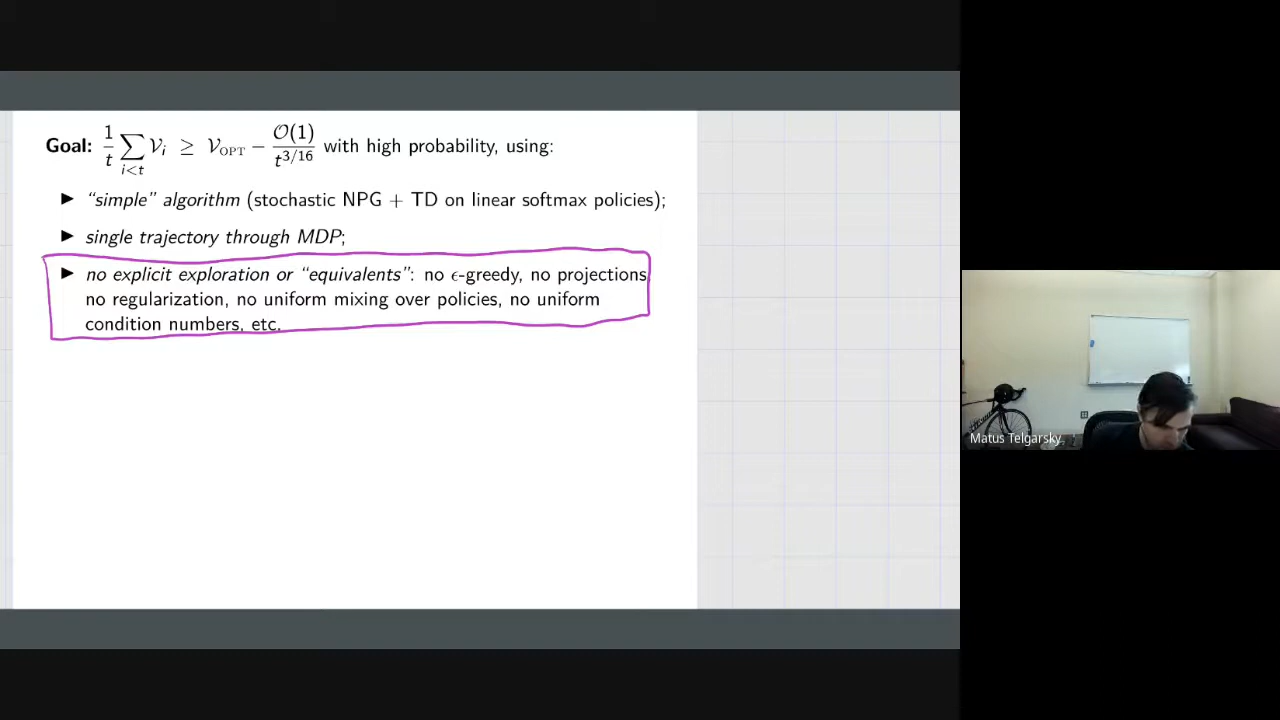 Goal: 1/t ∑_{i<t} 𝒱_i ≥ 𝒱_OPT − 𝒪(1)/t^{3/16} with high probability, using:
▶ “simple” algorithm (stochastic NPG + TD on linear softmax policies);
▶ single trajectory through MDP;
▶ no explicit exploration or “equivalents”: no ϵ-greedy, no projections,
no regularization, no uniform mixing over policies, no uniform
condition numbers, etc.
Matus Telgarsky